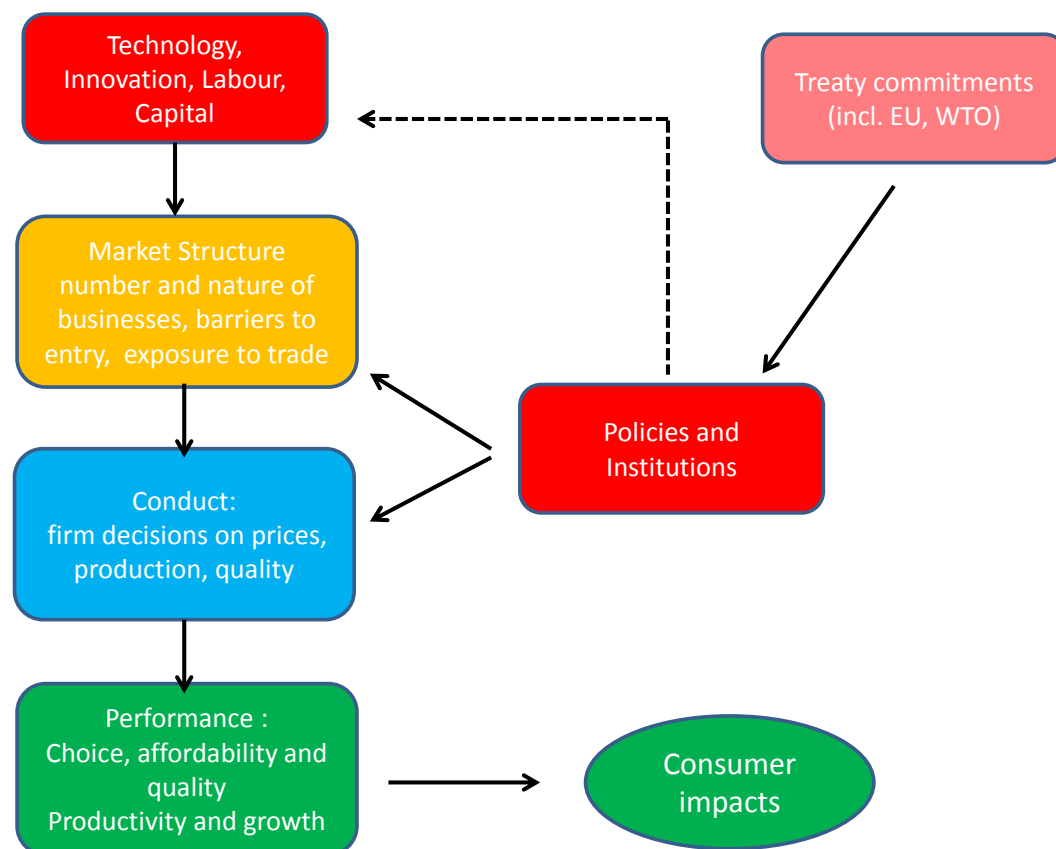 Technology,
Innovation, Labour,
Capital
Treaty commitments
(incl. EU, WTO)
Market Structure
number and nature of
businesses, barriers to
entry,  exposure to trade
Policies and
Institutions
Conduct:
firm decisions on prices,
production, quality
Performance :
Choice, affordability and
quality
Productivity and growth
Consumer
impacts